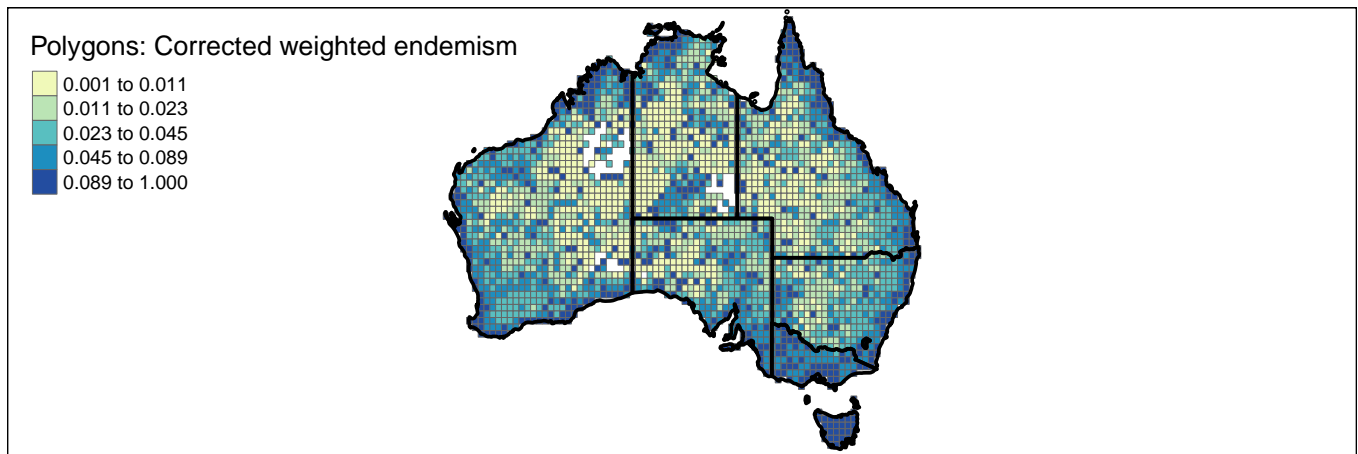 Polygons: Corrected weighted endemism
0.001 to 0.011
0.011 to 0.023
0.023 to 0.045
0.045 to 0.089
0.089 to 1.000